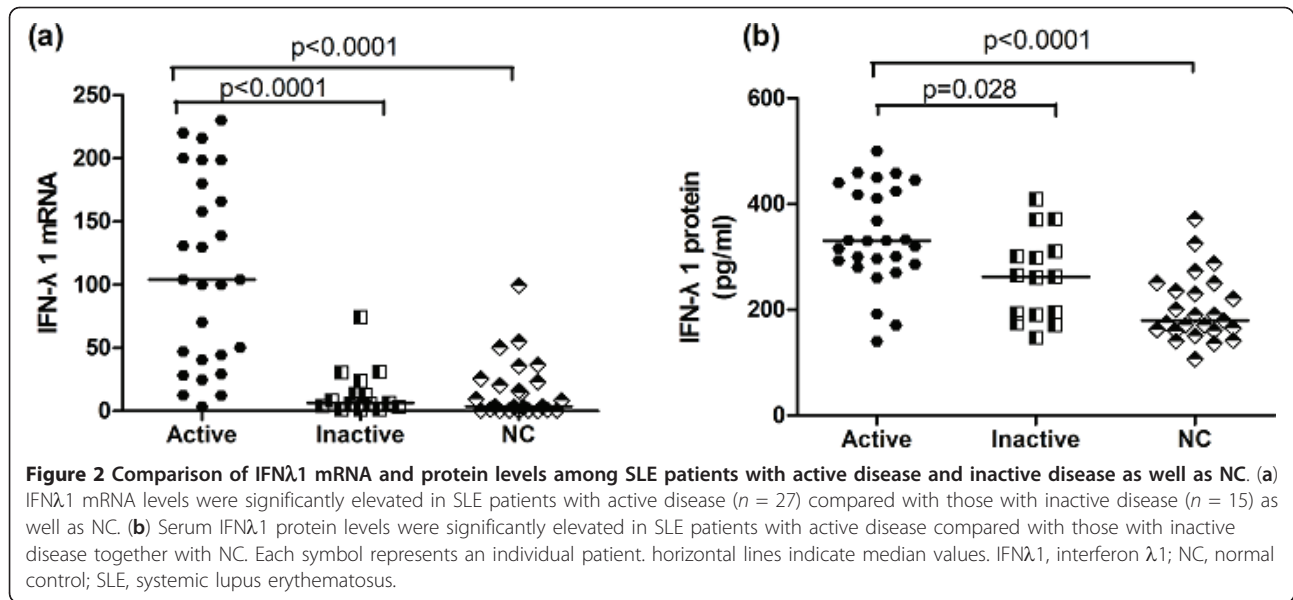 (a)
p<0.0001
p<0.0001
250
200
150
100
50
0
IFN-λ 1 mRNA
Active Inactive NC
(b)
p<0.0001
p=0.028
600
400
200
0
IFN-λ 1 protein
(pg/ml)
Active Inactive NC
Figure 2 Comparison of IFNλ1 mRNA and protein levels among SLE patients with active disease and inactive disease as well as NC. (a)
IFNλ1 mRNA levels were significantly elevated in SLE patients with active disease (n = 27) compared with those with inactive disease (n = 15) as
well as NC. (b) Serum IFNλ1 protein levels were significantly elevated in SLE patients with active disease compared with those with inactive
disease together with NC. Each symbol represents an individual patient. horizontal lines indicate median values. IFNλ1, interferon λ1; NC, normal
control; SLE, systemic lupus erythematosus.